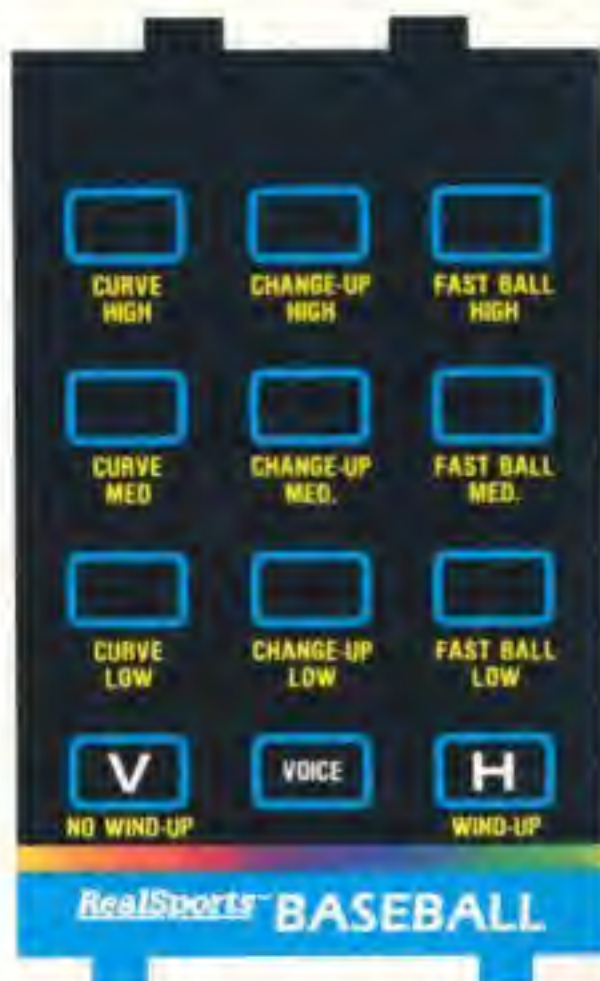 CURVE HIGH
CHANGE-UP HIGH
FAST BALL HIGH
CURVE MED
CHANGE-UP MED.
FAST BALL MED.
CURVE LOW
CHANGE-UP LOW
FAST BALL LOW
V
VOICE
H
NO WIND-UP
WIND-UP
RealSports™ BASEBALL